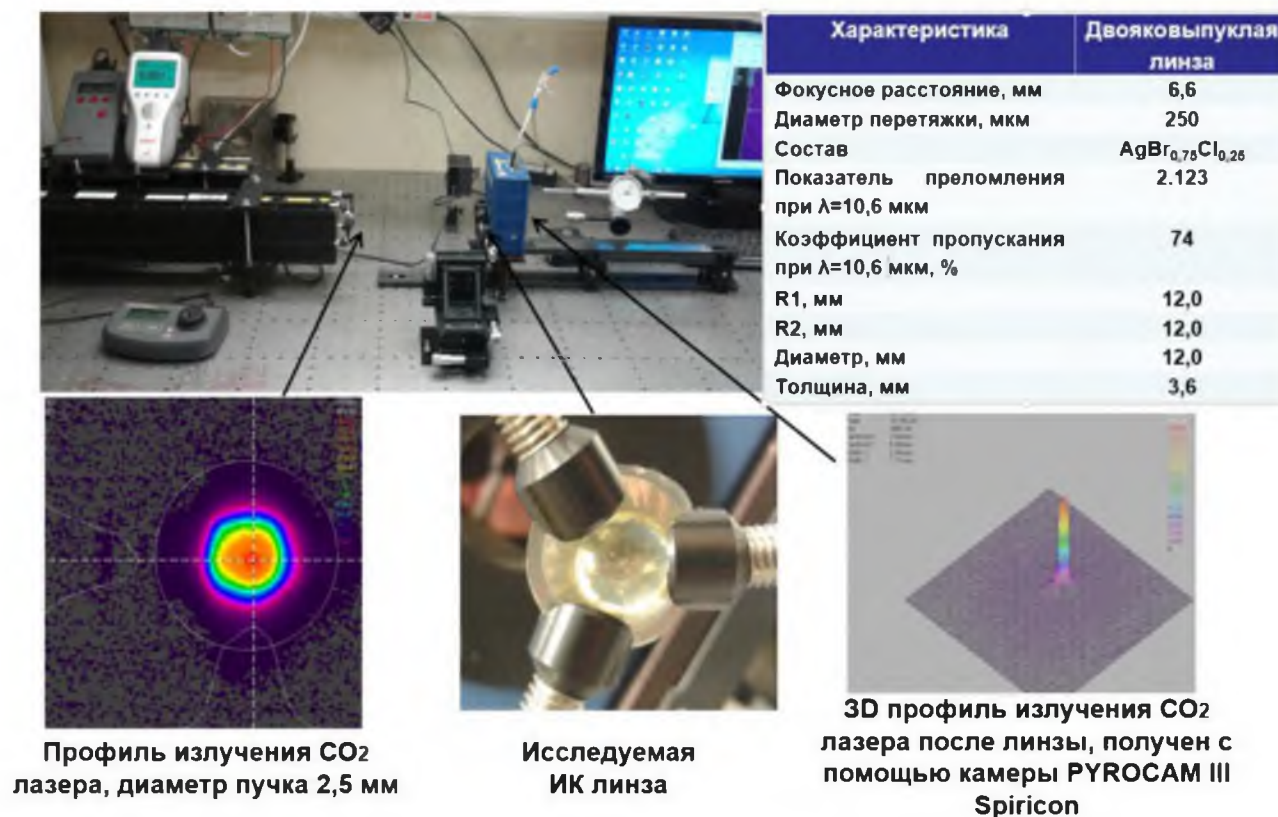 Характеристика Двояковыпуклая
линза
Фокусное расстояние, мм 6,6
Диаметр перетяжки, мкм 250
Состав AgBr0,75Cl0,25
Показатель преломления 2.123
при λ=10,6 мкм
Коэффициент пропускания 74
при λ=10,6 мкм, %
R1, мм 12,0
R2, мм 12,0
Диаметр, мм 12,0
Толщина, мм 3,6
Профиль излучения CO2
лазера, диаметр пучка 2,5 мм
Исследуемая
ИК линза
3D профиль излучения CO2
лазера после линзы, получен с
помощью камеры PYROCAM III
Spiricon